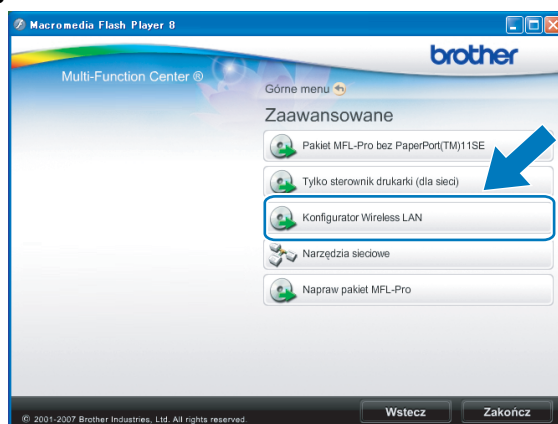 Macromedia Flash Player 8
brother
Multi-Function Center ®
Górne menu
Zaawansowane
Pakiet MFL-Pro bez PaperPort(TM)11SE
Tylko sterownik drukarki (dla sieci)
Konfigurator Wireless LAN
Narzędzia sieciowe
Napraw pakiet MFL-Pro
© 2001-2007 Brother Industries, Ltd. All rights reserved.
Wstecz
Zakończ